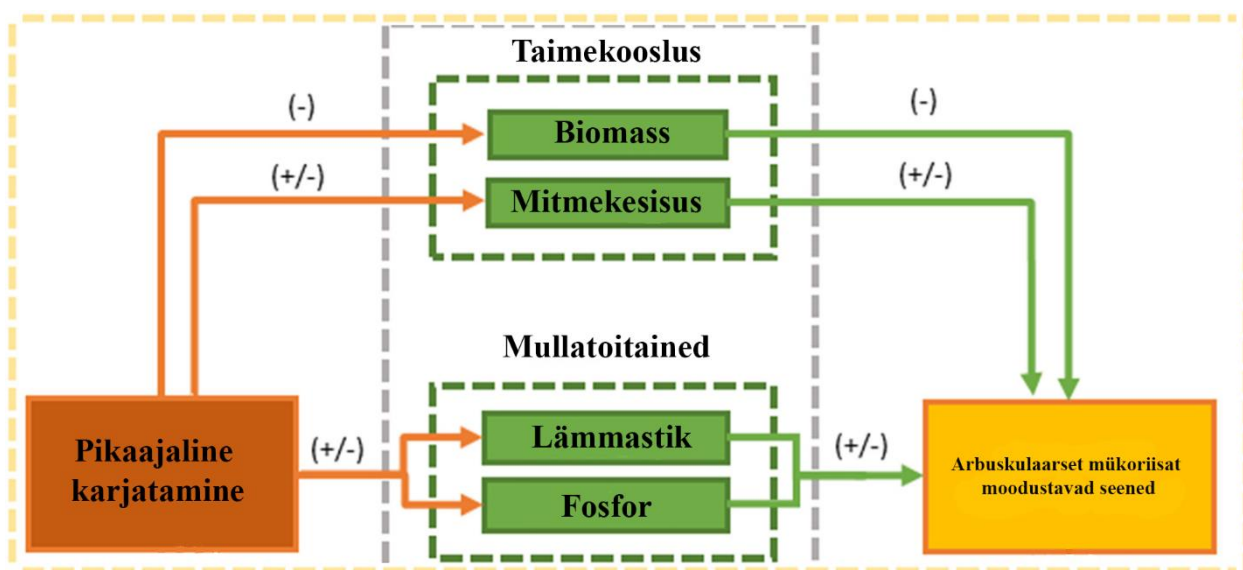 Taimekooslus
(-)
Biomass
(-)
(+/-)
Mitmekesisus
(+/-)
Mullatoitained
Pikaajaline
karjatamine
(+/-)
Lämmastik
Fosfor
(+/-)
Arbuskulaarset mükoriisat
moodustavad seened